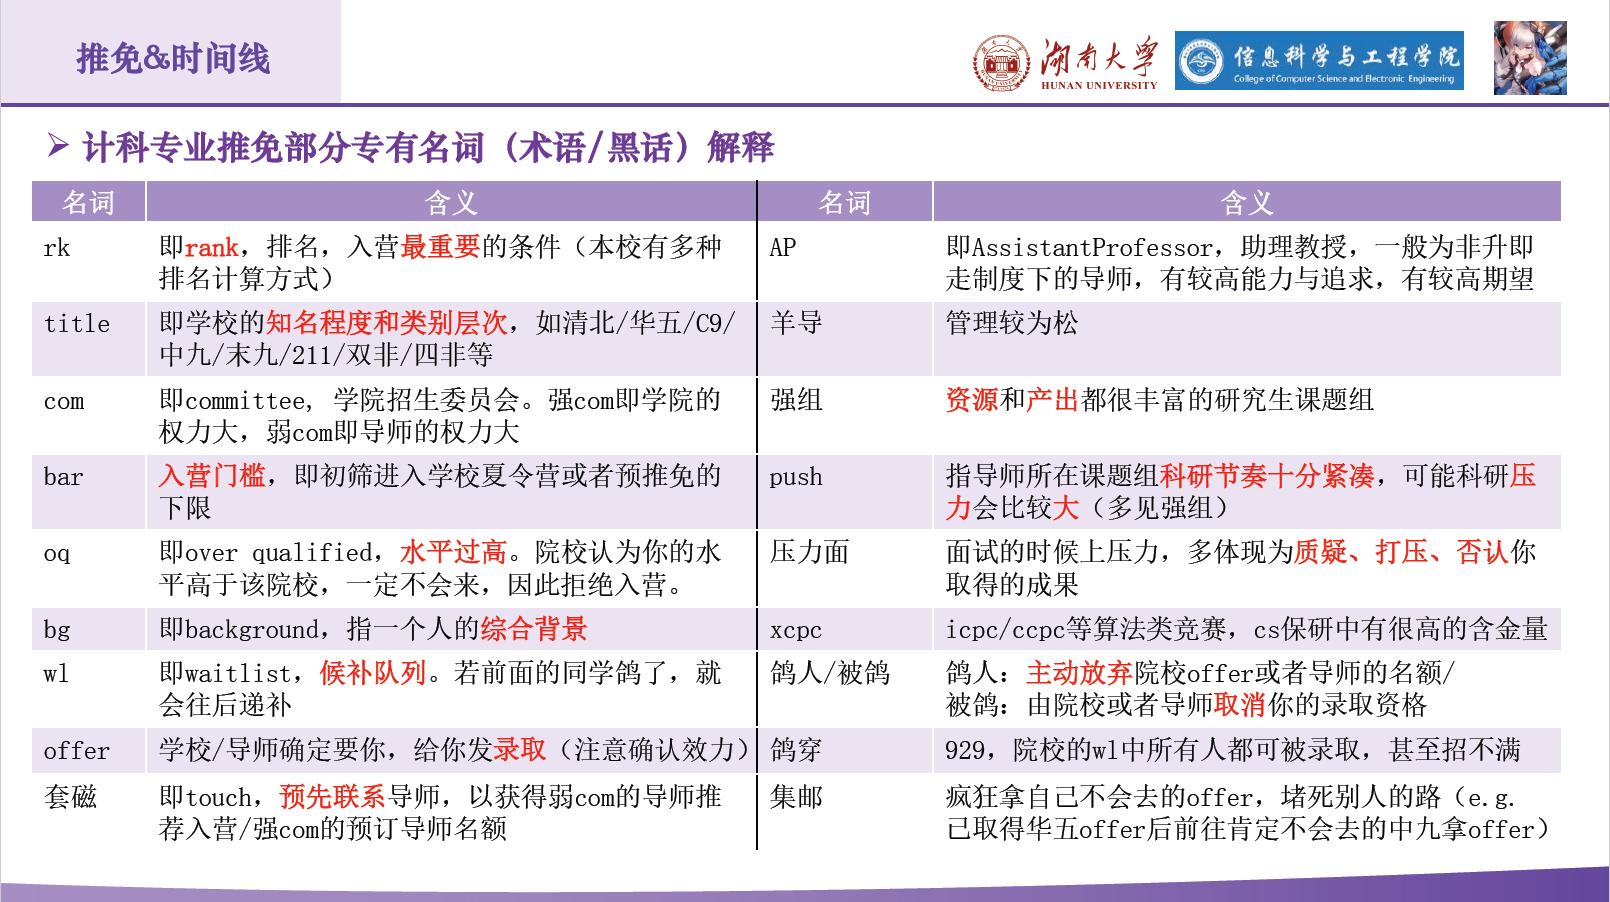 推免&时间线
湖南大学
HUNAN UNIVERSITY
信息科学与工程学院
College of Computer Science and Electronic Engineering
计科专业推免部分专有名词（术语/黑话）解释
名词 含义 名词 含义
rk 即rank，排名，入营最重要的条件（本校有多种
排名计算方式）
AP 即AssistantProfessor，助理教授，一般为非升即
走制度下的导师，有较高能力与追求，有较高期望
title 即学校的知名程度和类别层次，如清北/华五/C9/
中九/末九/211/双非/四非等
羊导 管理较为松
com 即committee, 学院招生委员会。强com即学院的
权力大，弱com即导师的权力大
强组 资源和产出都很丰富的研究生课题组
bar 入营门槛，即初筛进入学校夏令营或者预推免的
下限
push 指导师所在课题组科研节奏十分紧凑，可能科研压
力会比较大（多见强组）
oq 即over qualified，水平过高。院校认为你的水
平高于该院校，一定不会来，因此拒绝入营。
压力面 面试的时候上压力，多体现为质疑、打压、否认你
取得的成果
bg 即background，指一个人的综合背景
xcpc icpc/ccpc等算法类竞赛，cs保研中有很高的含金量
wl 即waitlist，候补队列。若前面的同学鸽了，就
会往后递补
鸽人/被鸽 鸽人：主动放弃院校offer或者导师的名额/
被鸽：由院校或者导师取消你的录取资格
offer 学校/导师确定要你，给你发录取（注意确认效力）
鸽穿 929，院校的wl中所有人都可被录取，甚至招不满
套磁 即touch，预先联系导师，以获得弱com的导师推
荐入营/强com的预订导师名额
集邮 疯狂拿自己不会去的offer，堵死别人的路（e.g.
己取得华五offer后前往肯定不会去的中九拿offer）